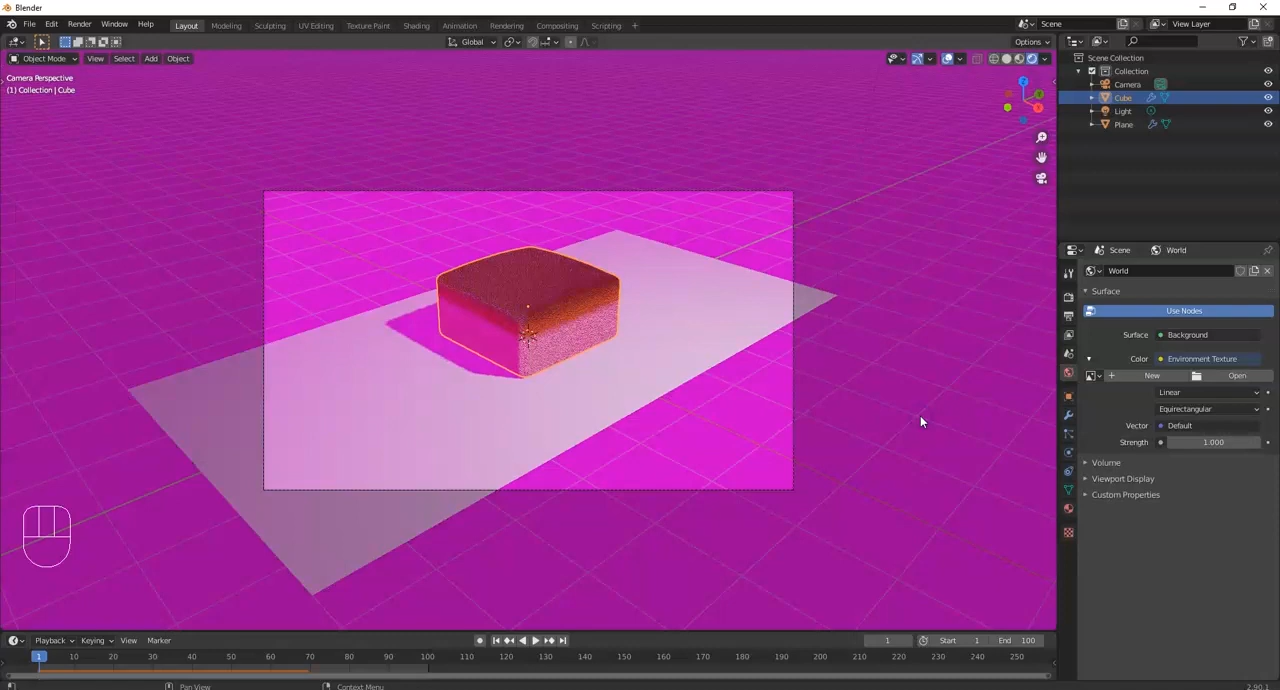 Blender
File Edit Render Window Help Layout Modeling Sculpting UV Editing Texture Paint Shading Animation Rendering Compositing Scripting + Scene View Layer
Global Options
Object Mode View Select Add Object
Camera Perspective
(1) Collection | Cube
Scene Collection
Collection
Camera
Cube
Light
Plane
Scene World
World
Surface
Use Nodes
Surface Background
Color Environment Texture
New Open
Linear
Equirectangular
Vector Default
Strength 1.000
Volume
Viewport Display
Custom Properties
Playback Keying View Marker 1 Start 1 End 100
1 10 20 30 40 50 60 70 80 90 100 110 120 130 140 150 160 170 180 190 200 210 220 230 240 250
Pan View Context Menu 2.90.1